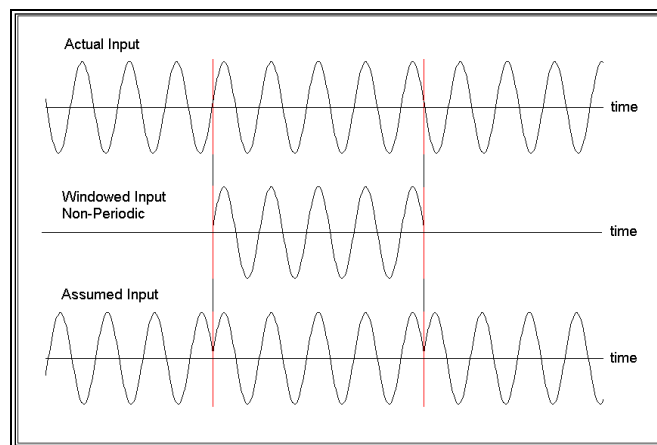 Actual Input
time
Windowed Input
Non-Periodic
time
Assumed Input
time